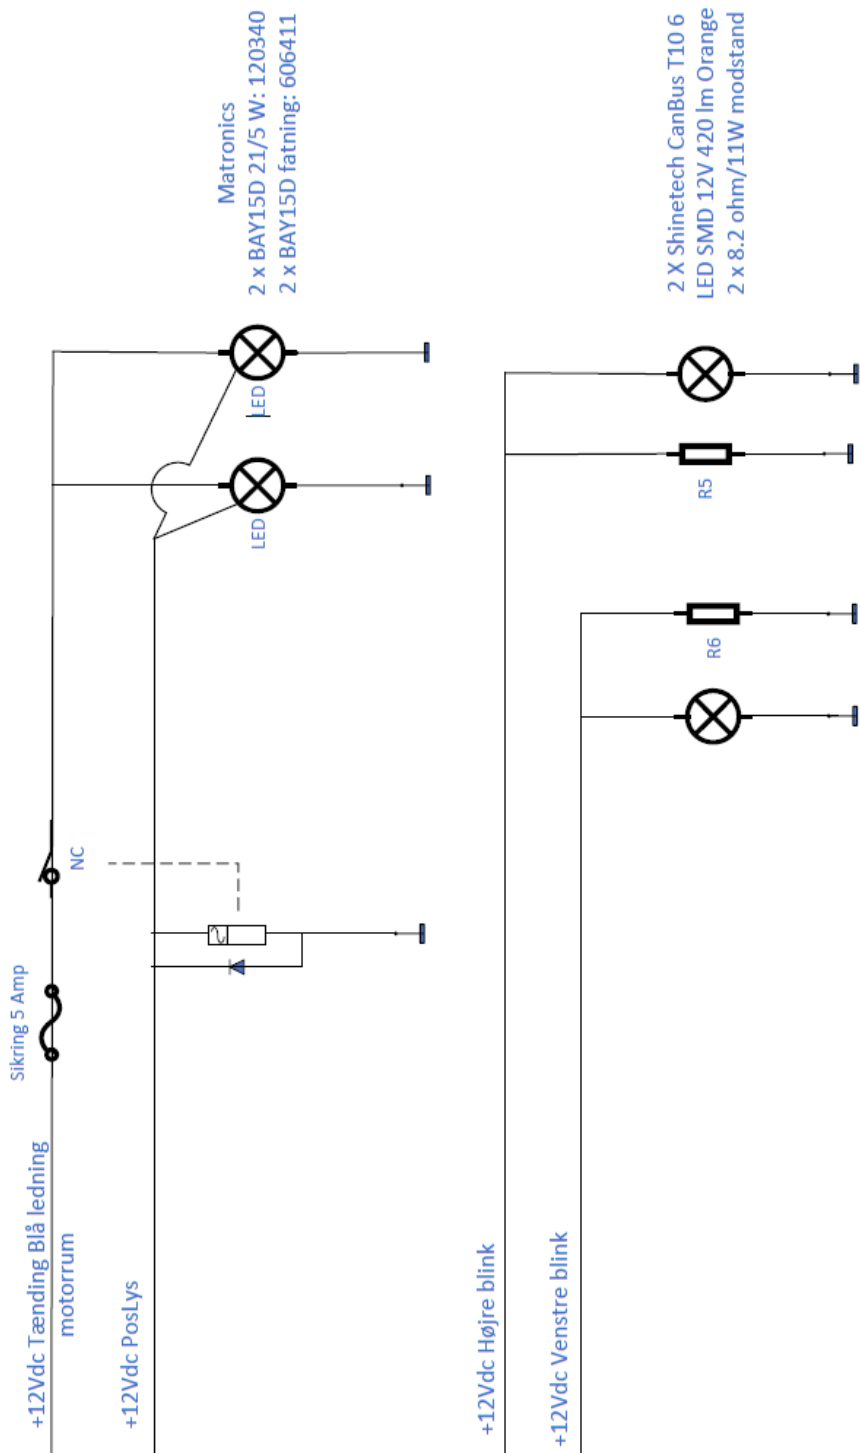 Matronics
2 x BAY15D 21/5 W: 120340
2 x BAY15D fatning: 606411
2 X Shinetech CanBus T10 6
LED SMD 12V 420 lm Orange
2 x 8.2 ohm/11W modstand
LED
LED
R5
R6
NC
Sikring 5 Amp
+12Vdc Tænding Blå ledning
motorrum
+12Vdc PosLys
+12Vdc Højre blink
+12Vdc Venstre blink